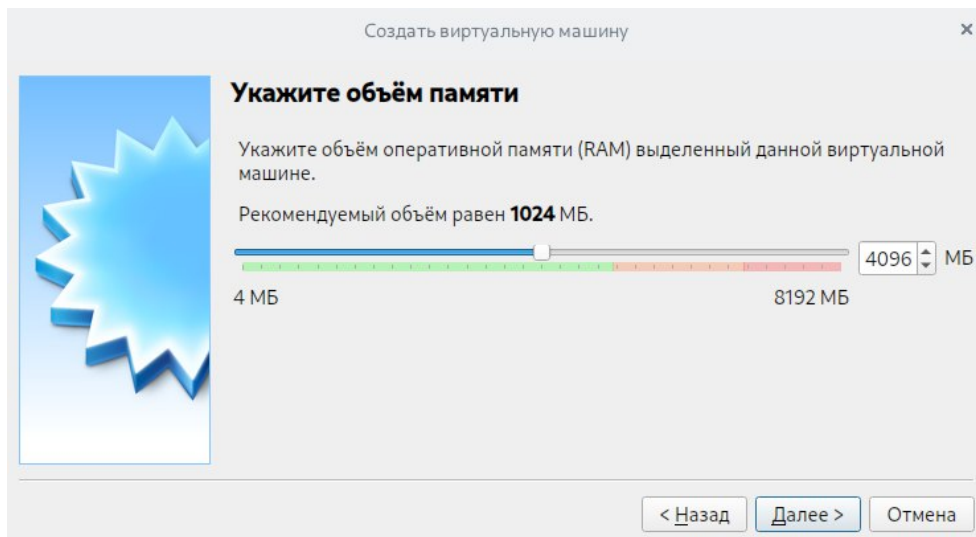 Создать виртуальную машину
Укажите объём памяти
Укажите объём оперативной памяти (RAM) выделенный данной виртуальной
машине.
Рекомендуемый объём равен 1024 МБ.
4096 МБ
4 МБ 8192 МБ
< Назад Далее > Отмена